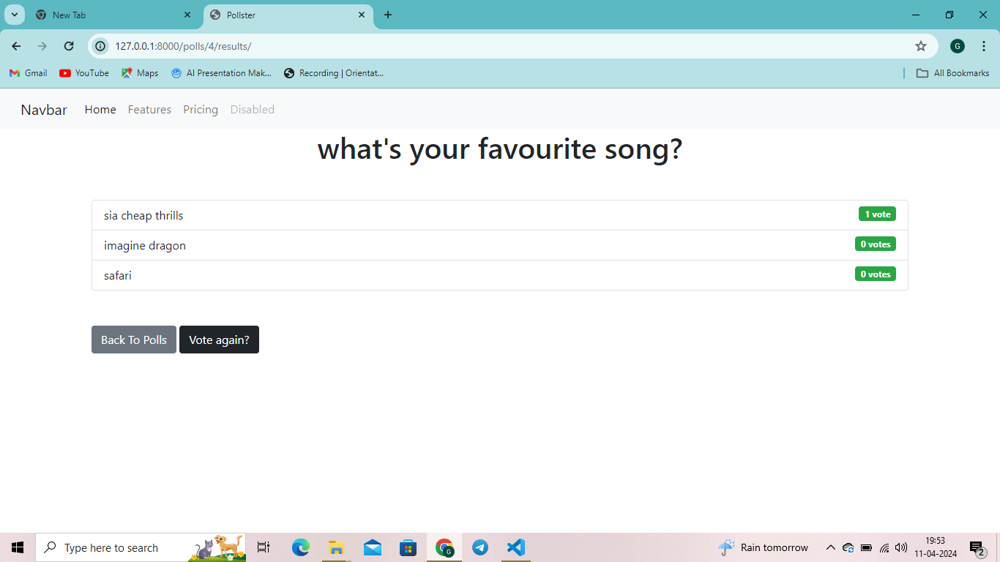 New Tab
Pollster
127.0.0.1:8000/polls/4/results/
G
Gmail YouTube Maps AI Presentation Mak... Recording | Orientat... All Bookmarks
Navbar Home Features Pricing Disabled
what's your favourite song?
sia cheap thrills 1 vote
imagine dragon 0 votes
safari 0 votes
Back To Polls Vote again?
Type here to search
G
Rain tomorrow
19:53
11-04-2024
2